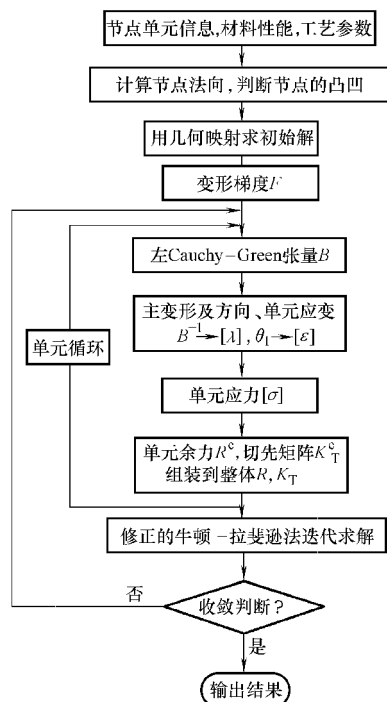 节点单元信息,材料性能,工艺参数
计算节点法向,判断节点的凸凹
用几何映射求初始解
变形梯度F
左Cauchy-Green张量B
主变形及方向、单元应变
B⁻¹→[λ],θ₁→[ε]
单元循环
单元应力[σ]
单元余力Rᵉ,切先矩阵K_Tᵉ
组装到整体R,K_T
修正的牛顿-拉斐逊法迭代求解
否
收敛判断?
是
输出结果